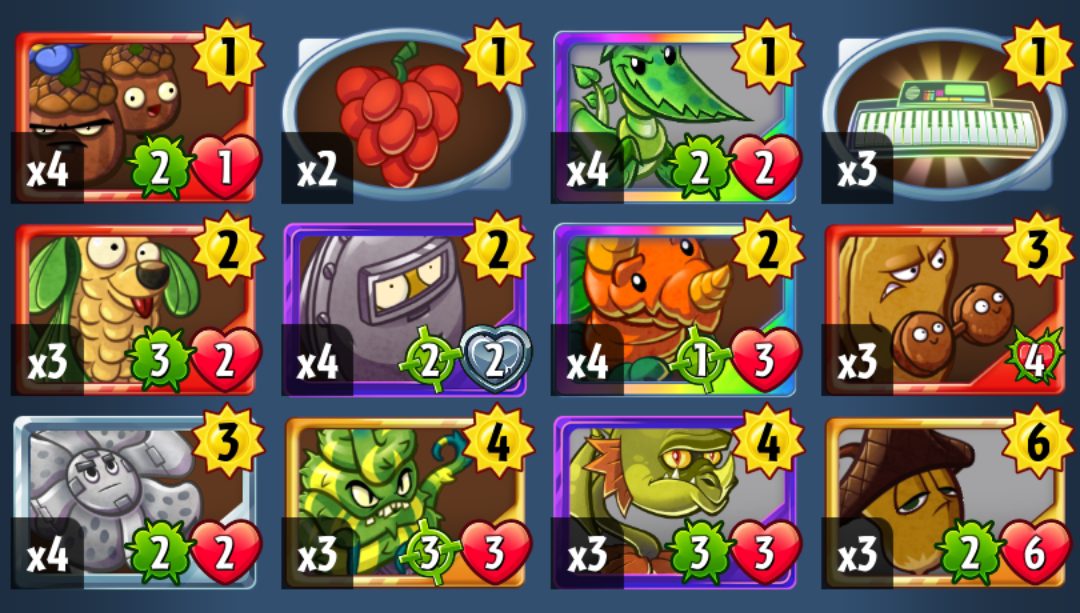 1 1 1 1
x4 2 1 x2 x4 2 2 x3
2 2 2 3
x3 3 2 x4 2 2 x4 1 3 x3 4
3 4 4 6
x4 2 2 x3 3 3 x3 3 3 x3 2 6